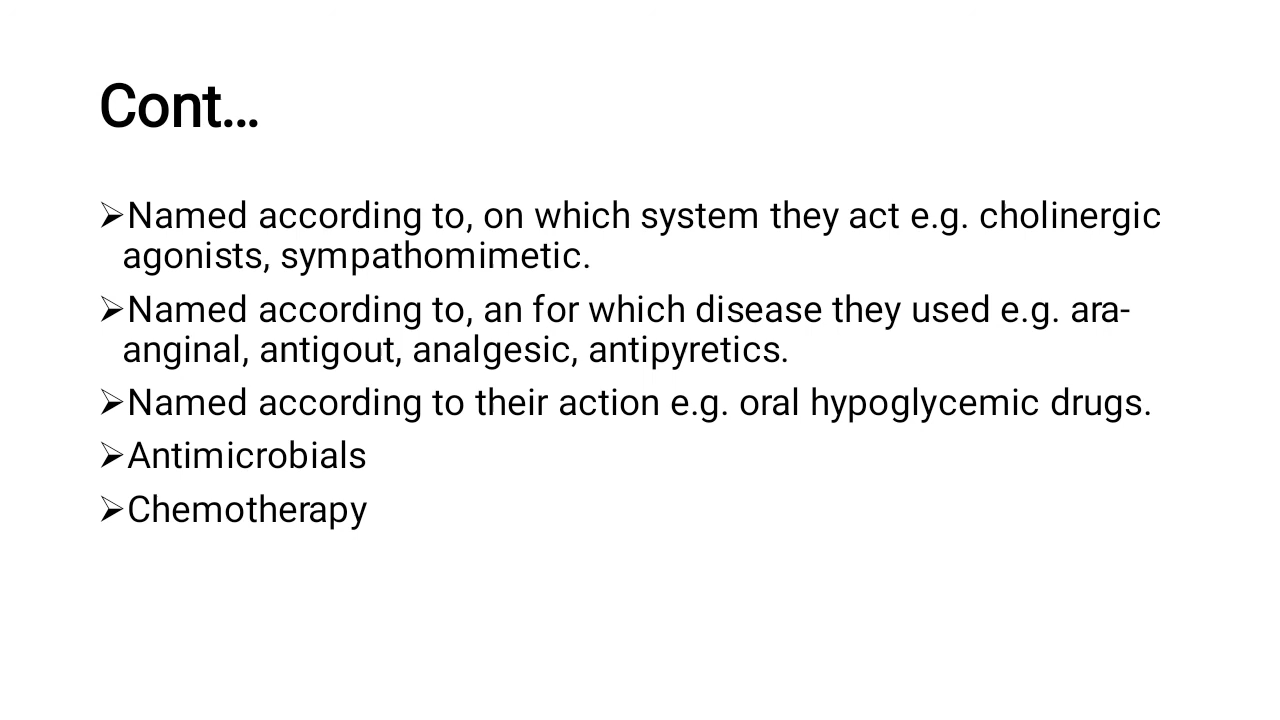 Cont...
➢Named according to, on which system they act e.g. cholinergic
agonists, sympathomimetic.
➢Named according to, an for which disease they used e.g. ara-
anginal, antigout, analgesic, antipyretics.
➢Named according to their action e.g. oral hypoglycemic drugs.
➢Antimicrobials
➢Chemotherapy